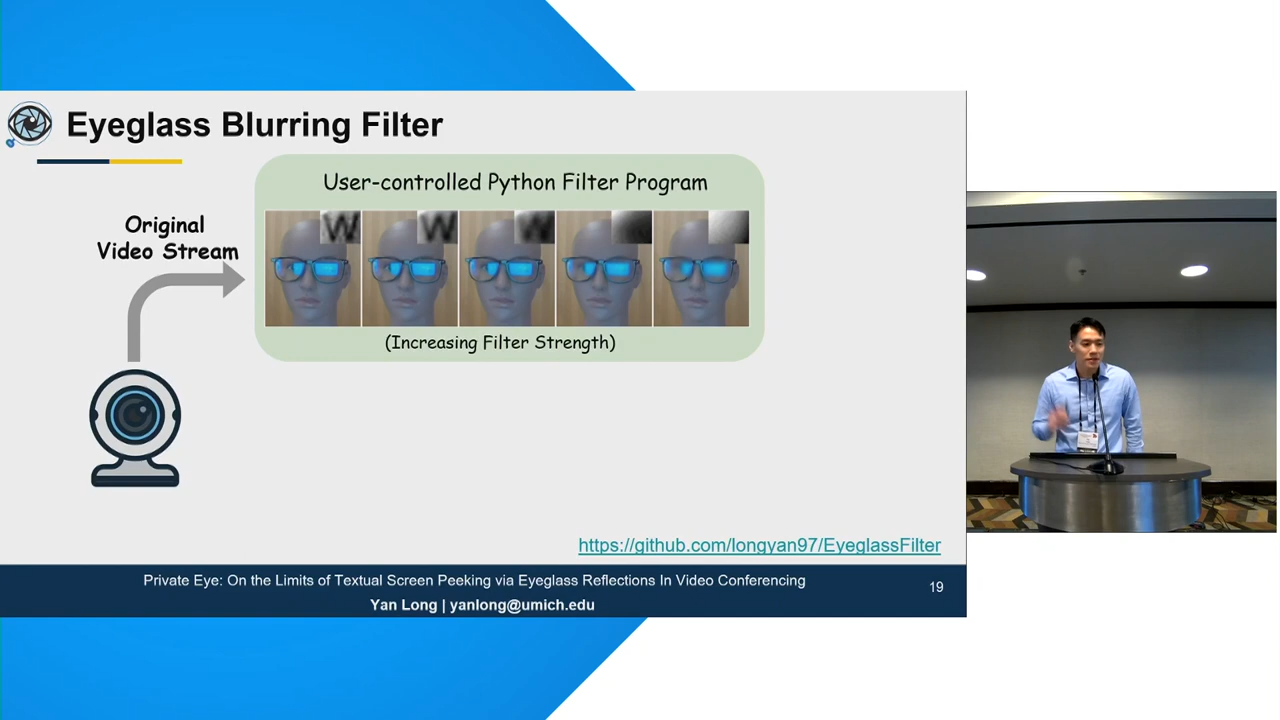 Eyeglass Blurring Filter
User-controlled Python Filter Program
Original
Video Stream
W W W
(Increasing Filter Strength)
https://github.com/longyan97/EyeglassFilter
Private Eye: On the Limits of Textual Screen Peeking via Eyeglass Reflections In Video Conferencing
19
Yan Long | yanlong@umich.edu